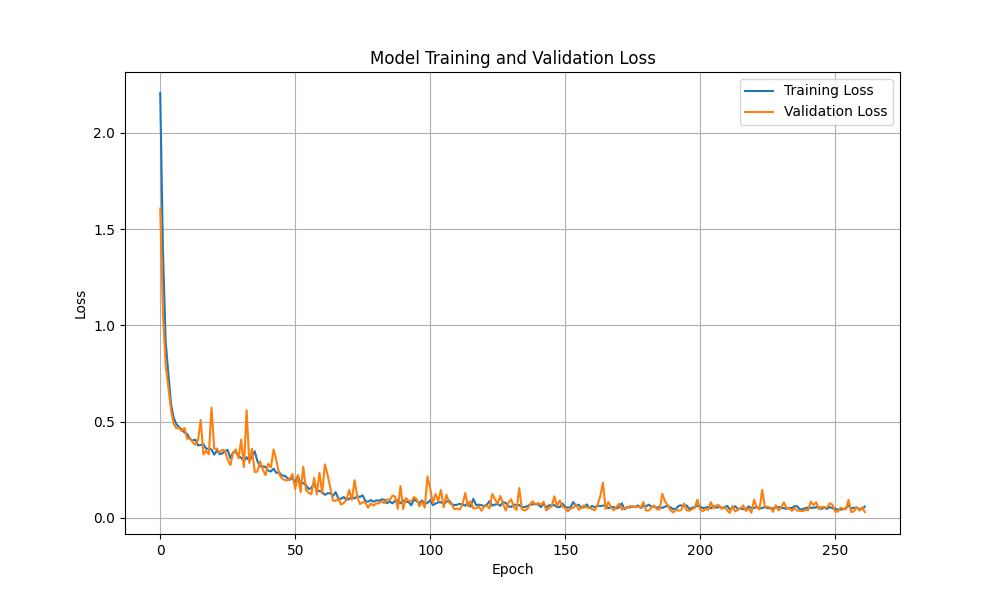 Model Training and Validation Loss
Training Loss
Validation Loss
2.0
1.5
1.0
0.5
0.0
Loss
0 50 100 150 200 250
Epoch